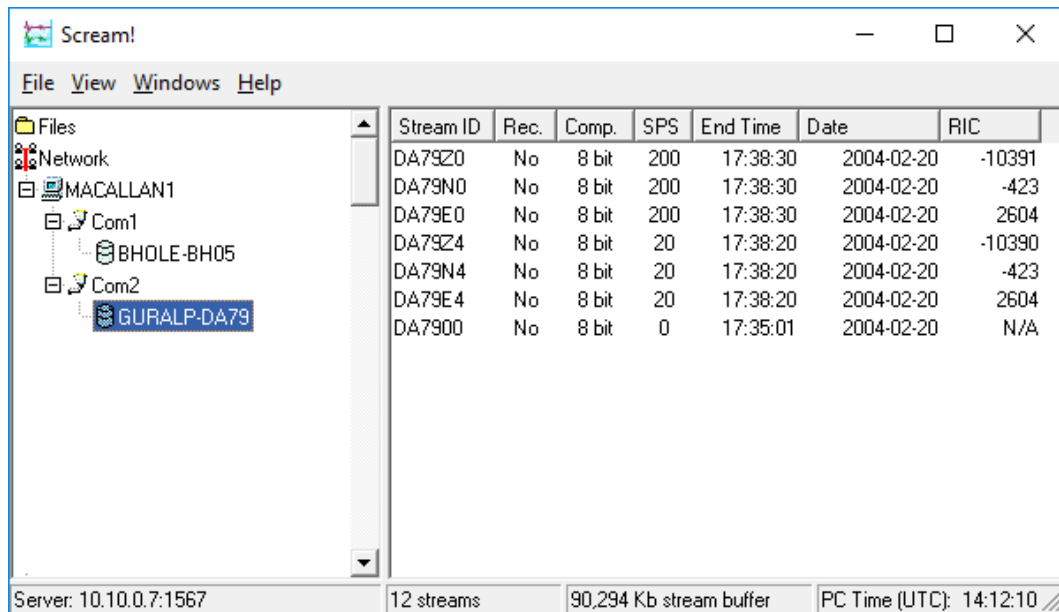 Scream!
File View Windows Help
Files
Network
MACALLAN1
Com1
BHOLE-BH05
Com2
GURALP-DA79
Stream ID Rec. Comp. SPS End Time Date RIC
DA79Z0 No 8 bit 200 17:38:30 2004-02-20 -10391
DA79N0 No 8 bit 200 17:38:30 2004-02-20 -423
DA79E0 No 8 bit 200 17:38:30 2004-02-20 2604
DA79Z4 No 8 bit 20 17:38:20 2004-02-20 -10390
DA79N4 No 8 bit 20 17:38:20 2004-02-20 -423
DA79E4 No 8 bit 20 17:38:20 2004-02-20 2604
DA7900 No 8 bit 0 17:35:01 2004-02-20 N/A
Server: 10.10.0.7:1567 12 streams 90,294 Kb stream buffer PC Time (UTC): 14:12:10